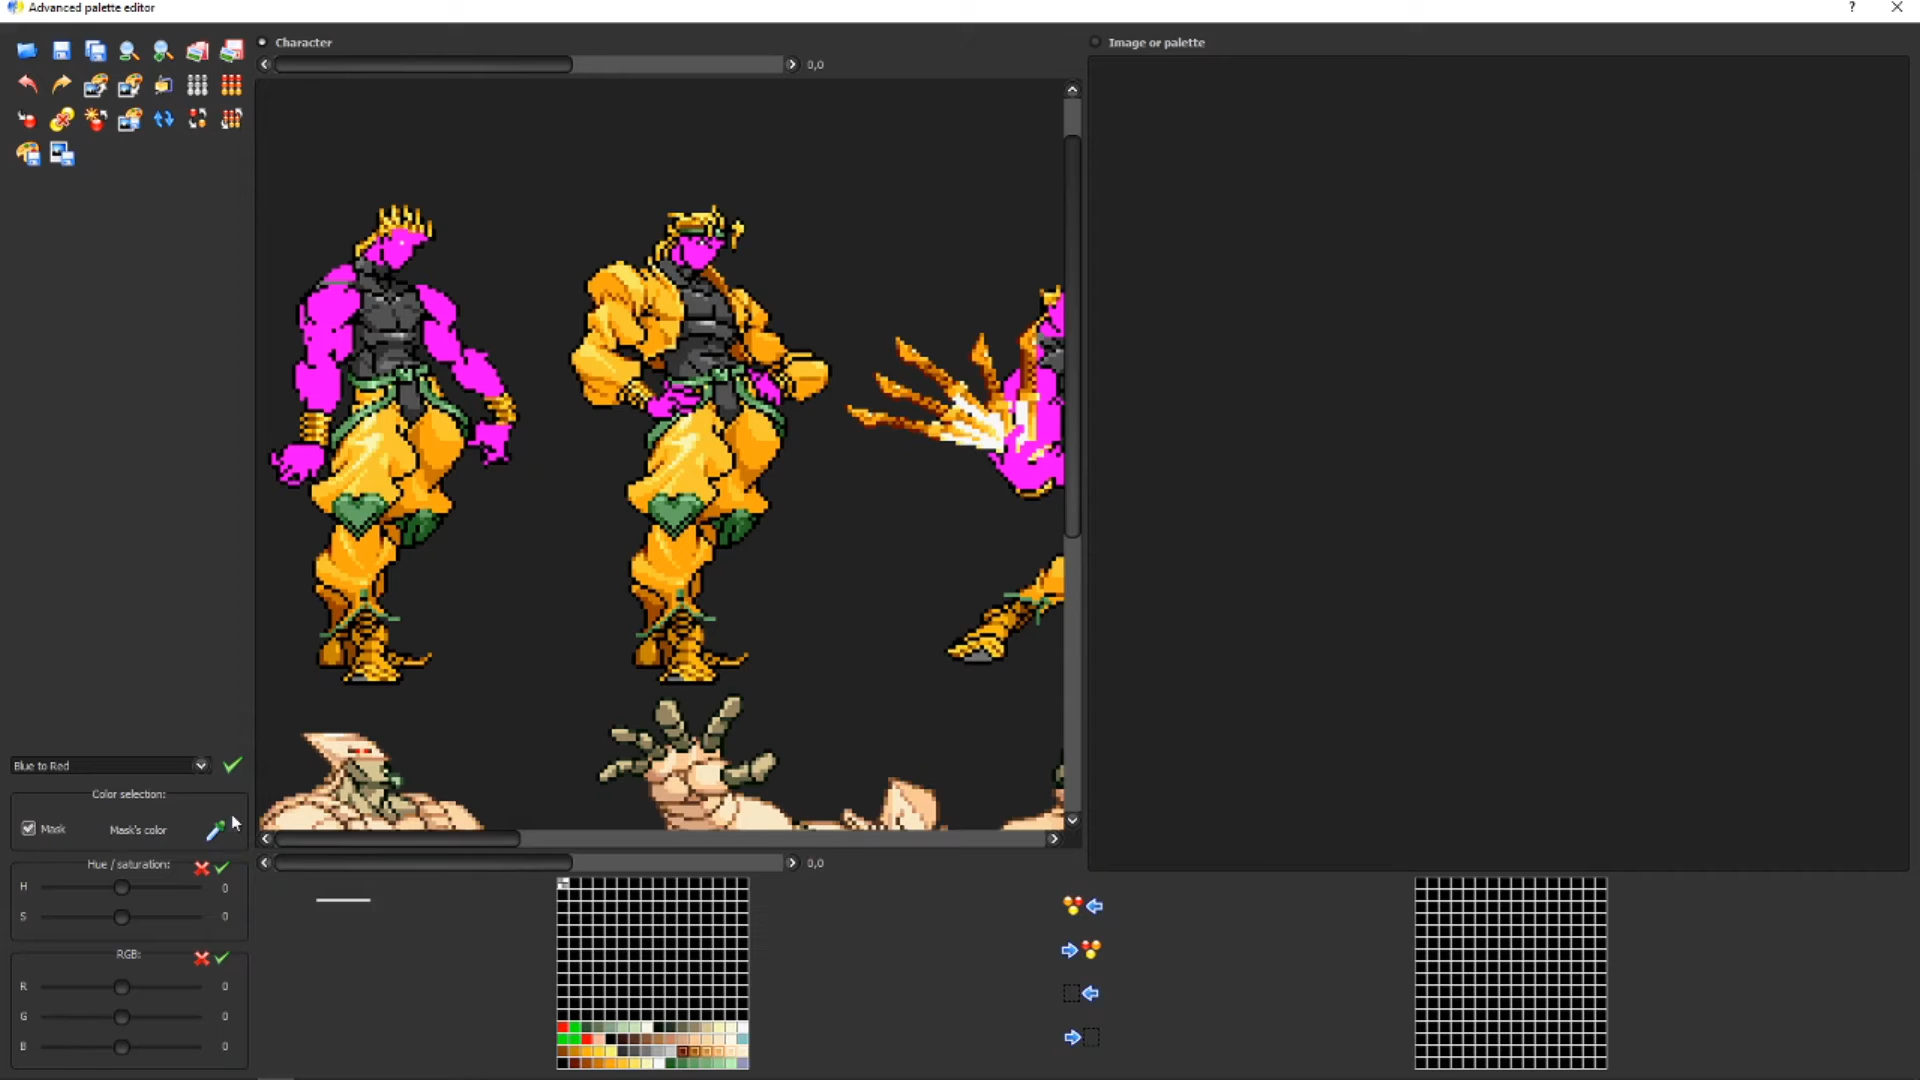 Advanced palette editor
?
Character
0,0
Image or palette
Blue to Red
Color selection:
Mask
Mask's color
Hue / saturation:
H 0
S 0
RGB:
R 0
G 0
B 0
0,0